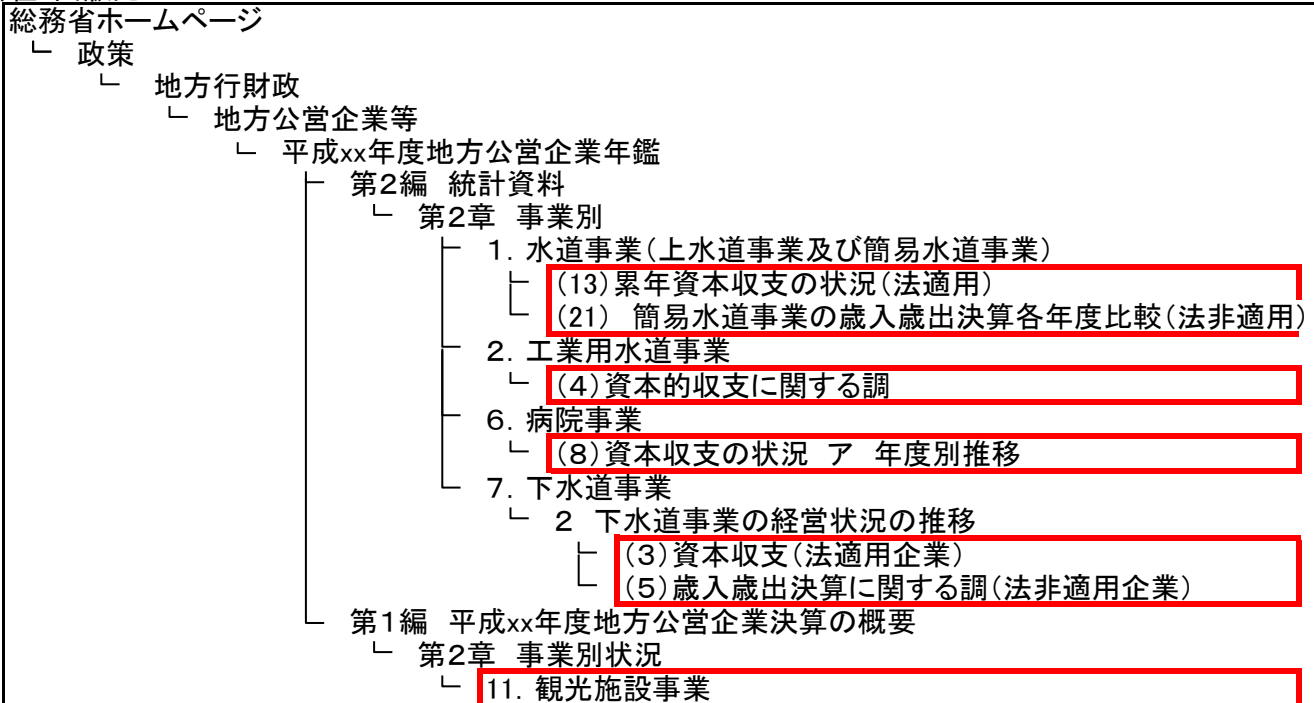 総務省ホームページ
└ 政策
└ 地方行財政
└ 地方公営企業等
└ 平成xx年度地方公営企業年鑑
├ 第2編 統計資料
└ 第2章 事業別
├ 1. 水道事業(上水道事業及び簡易水道事業)
├ (13)累年資本収支の状況(法適用)
└ (21) 簡易水道事業の歳入歳出決算各年度比較(法非適用)
├ 2. 工業用水道事業
└ (4)資本的収支に関する調
├ 6. 病院事業
└ (8)資本収支の状況 ア 年度別推移
└ 7. 下水道事業
└ 2 下水道事業の経営状況の推移
├ (3)資本収支(法適用企業)
└ (5)歳入歳出決算に関する調(法非適用企業)
└ 第1編 平成xx年度地方公営企業決算の概要
└ 第2章 事業別状況
└ 11. 観光施設事業